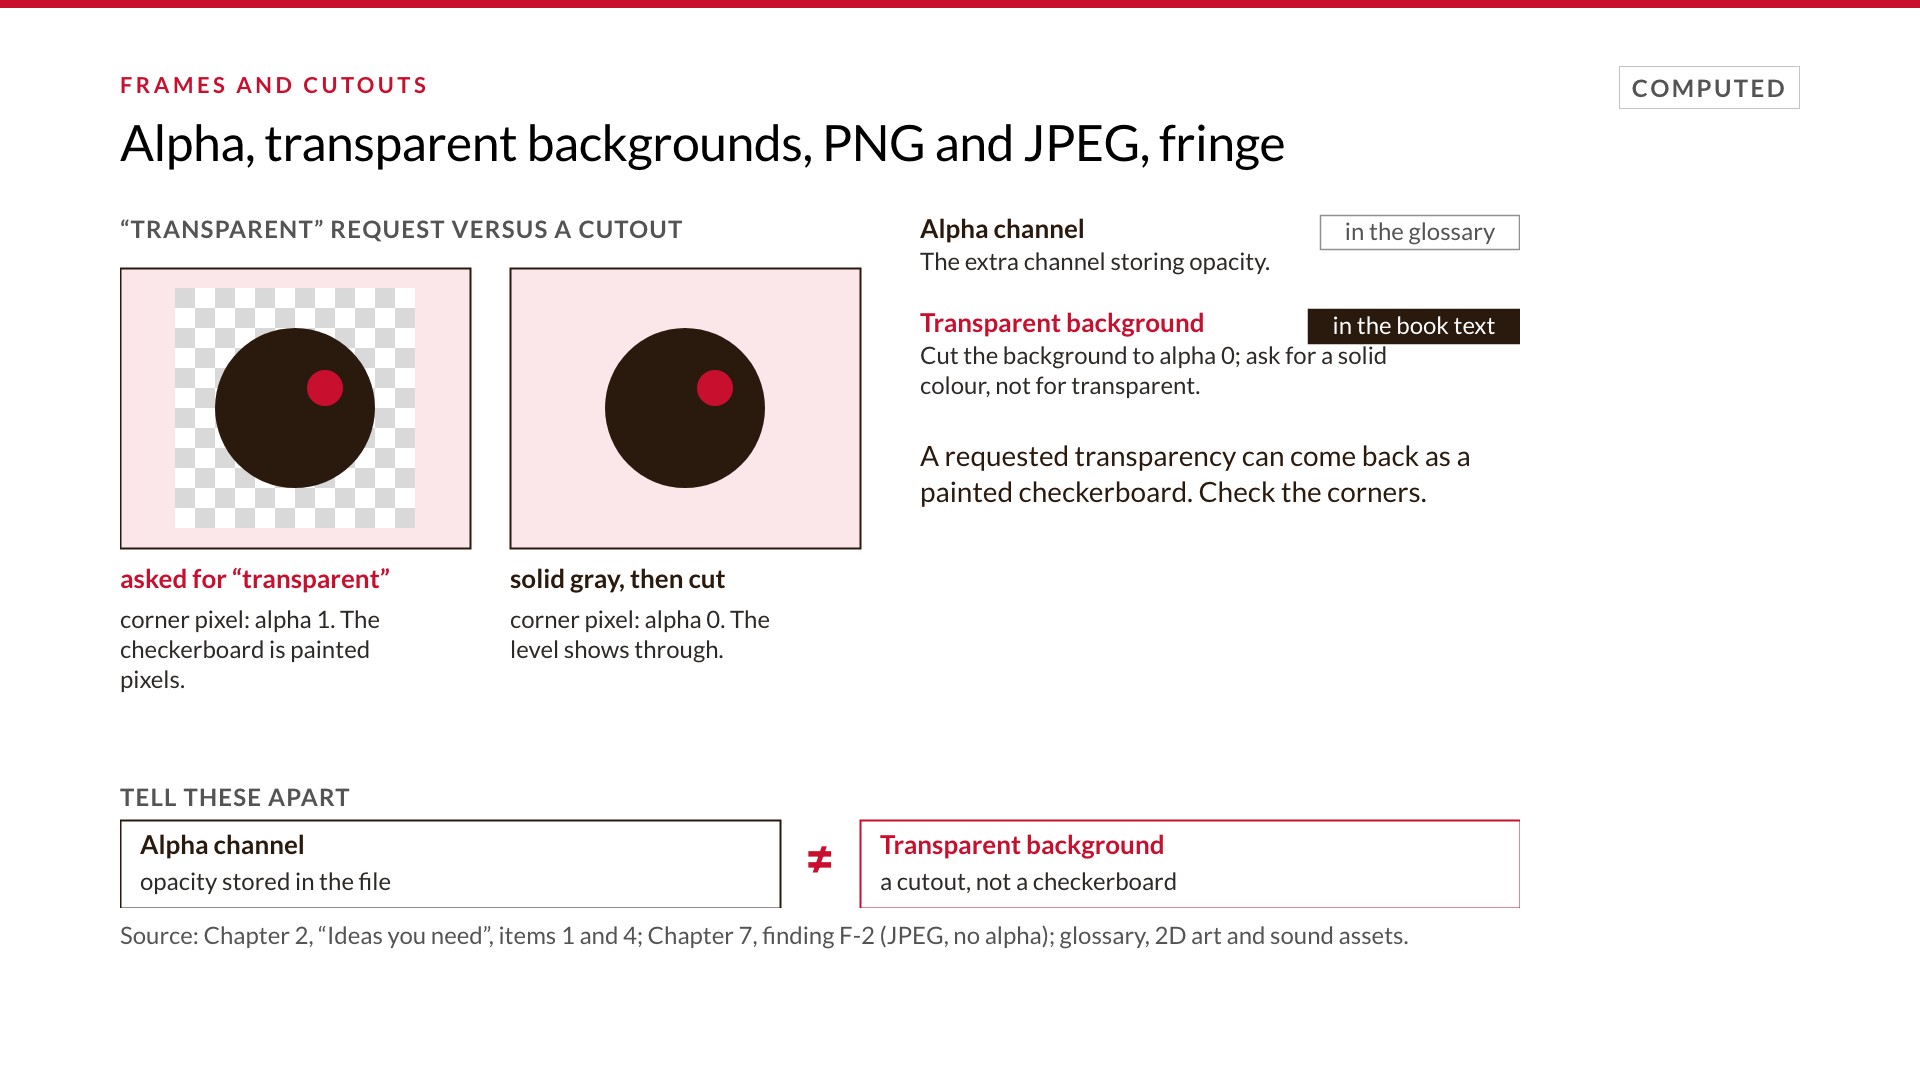 FRAMES AND CUTOUTS
COMPUTED
Alpha, transparent backgrounds, PNG and JPEG, fringe
“TRANSPARENT” REQUEST VERSUS A CUTOUT
asked for “transparent”
corner pixel: alpha 1. The
checkerboard is painted
pixels.
solid gray, then cut
corner pixel: alpha 0. The
level shows through.
Alpha channel
in the glossary
The extra channel storing opacity.
Transparent background
in the book text
Cut the background to alpha 0; ask for a solid
colour, not for transparent.
A requested transparency can come back as a
painted checkerboard. Check the corners.
TELL THESE APART
Alpha channel
opacity stored in the file
≠
Transparent background
a cutout, not a checkerboard
Source: Chapter 2, “Ideas you need”, items 1 and 4; Chapter 7, finding F-2 (JPEG, no alpha); glossary, 2D art and sound assets.